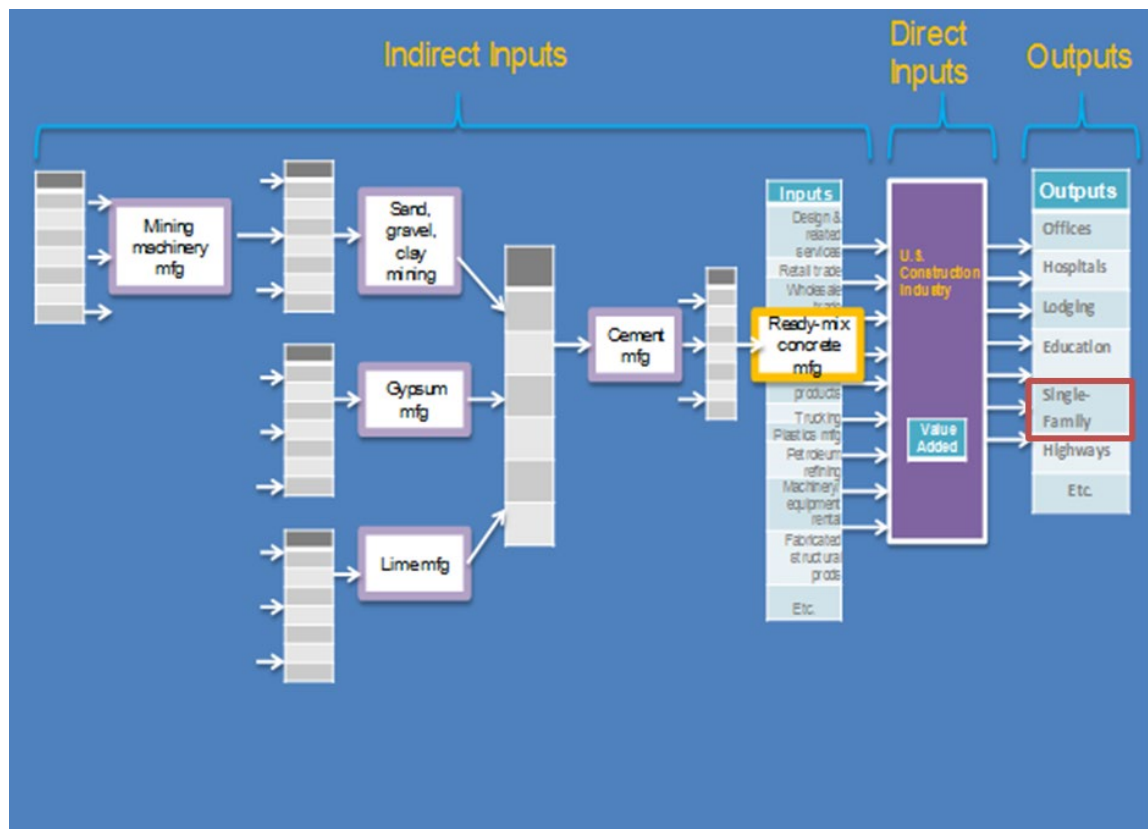 Indirect Inputs
Direct
Inputs
Outputs
Mining
machinery
mfg
Sand,
gravel,
clay
mining
Gypsum
mfg
Lime mfg
Cement
mfg
Inputs
Design &
related
services
Retail trade
Wholesale
trade
Ready-mix
concrete
mfg
products
Trucking
Plastics mfg
Petroleum
refining
Machinery/
equipment
rental
Fabricated
structural
prods
Etc.
U.S.
Construction
Industry
Value
Added
Outputs
Offices
Hospitals
Lodging
Education
Single-
Family
Highways
Etc.